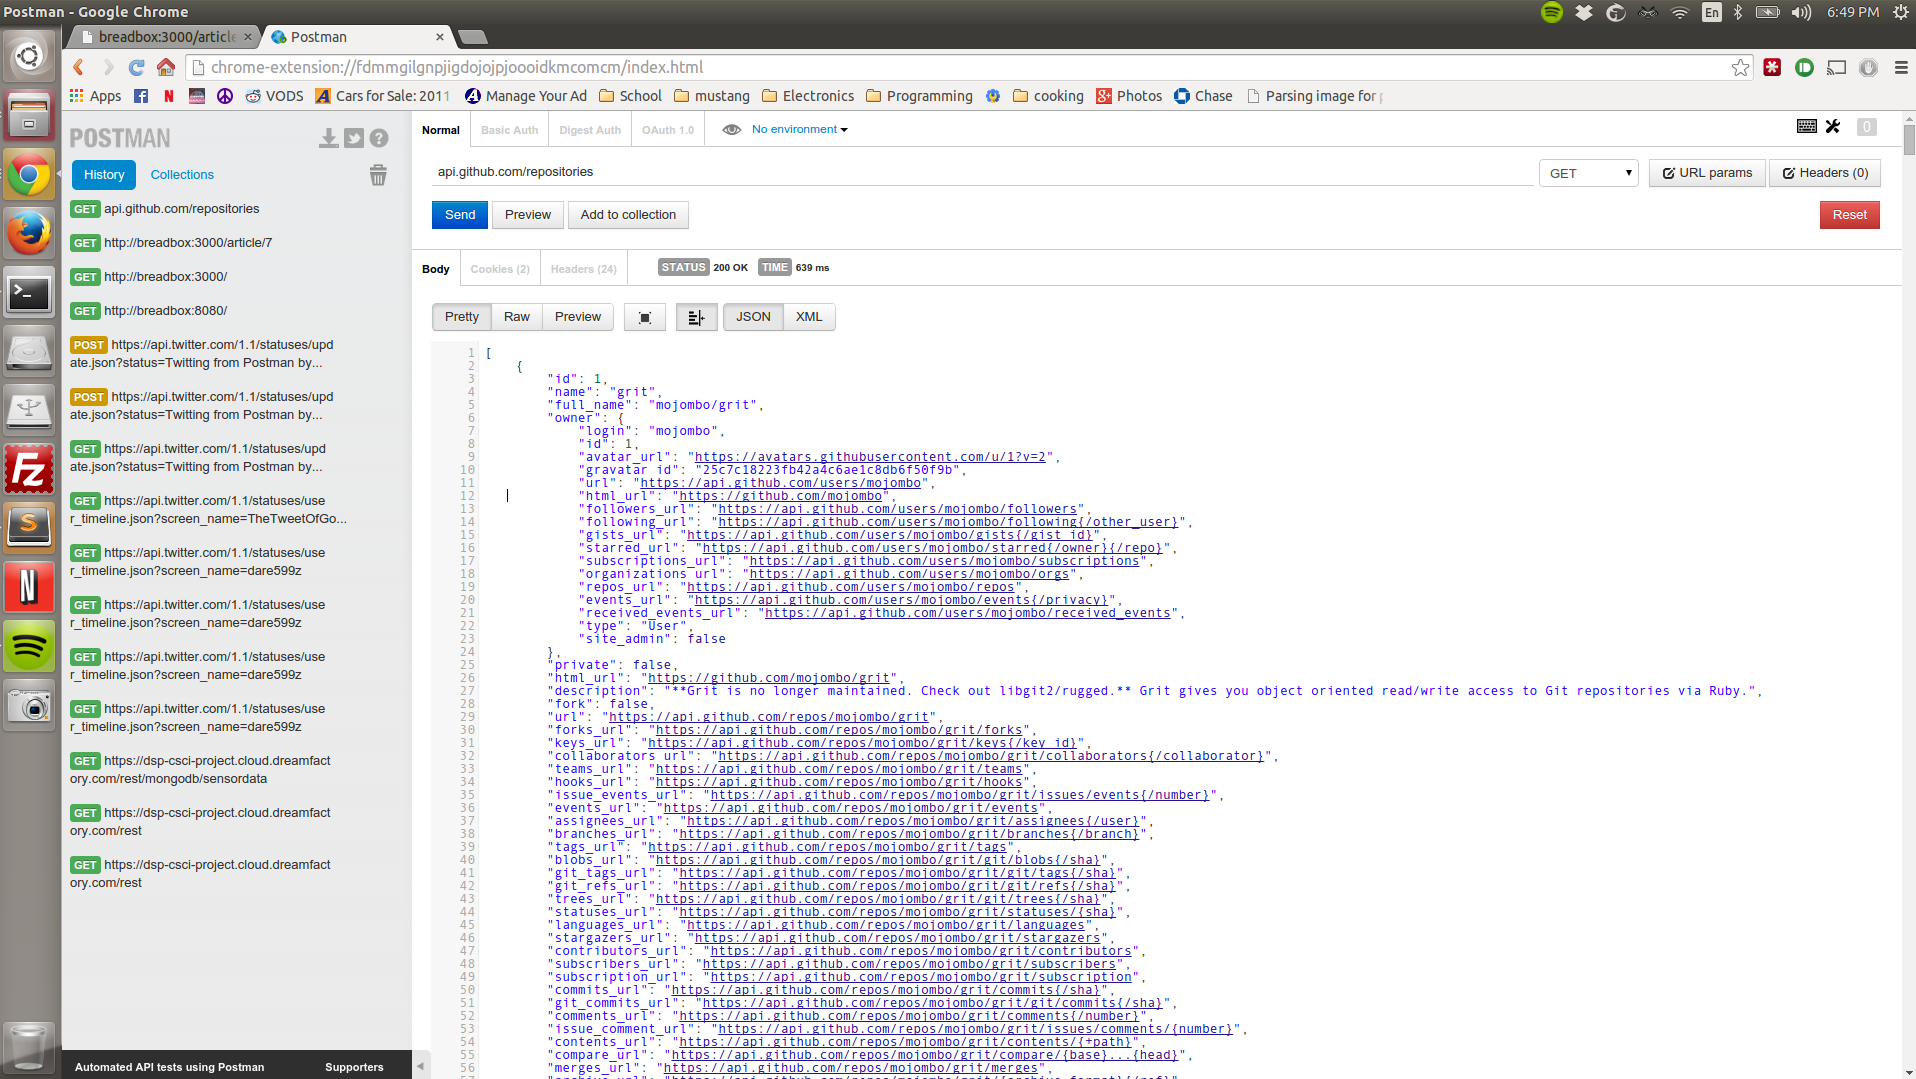 Postman - Google Chrome
En
6:49 PM
breadbox:3000/article
Postman
chrome-extension://fdmmgilgnpjigdojojpjoooidkmcomcm/index.html
Apps
VODS
Cars for Sale: 2011
Manage Your Ad
School
mustang
Electronics
Programming
cooking
Photos
Chase
Parsing image for
POSTMAN
History
Collections
GET api.github.com/repositories
GET http://breadbox:3000/article/7
GET http://breadbox:3000/
GET http://breadbox:8080/
POST https://api.twitter.com/1.1/statuses/upd
ate.json?status=Twitting from Postman by...
POST https://api.twitter.com/1.1/statuses/upd
ate.json?status=Twitting from Postman by...
GET https://api.twitter.com/1.1/statuses/upd
ate.json?status=Twitting from Postman by...
GET https://api.twitter.com/1.1/statuses/use
r_timeline.json?screen_name=TheTweetOfGo...
GET https://api.twitter.com/1.1/statuses/use
r_timeline.json?screen_name=dare599z
GET https://api.twitter.com/1.1/statuses/use
r_timeline.json?screen_name=dare599z
GET https://api.twitter.com/1.1/statuses/use
r_timeline.json?screen_name=dare599z
GET https://api.twitter.com/1.1/statuses/use
r_timeline.json?screen_name=dare599z
GET https://dsp-csci-project.cloud.dreamfact
ory.com/rest/mongodb/sensordata
GET https://dsp-csci-project.cloud.dreamfact
ory.com/rest
GET https://dsp-csci-project.cloud.dreamfact
ory.com/rest
Automated API tests using Postman
Supporters
Normal
Basic Auth
Digest Auth
OAuth 1.0
No environment
0
api.github.com/repositories
GET
URL params
Headers (0)
Send
Preview
Add to collection
Reset
Body
Cookies (2)
Headers (24)
STATUS 200 OK
TIME 639 ms
Pretty
Raw
Preview
JSON
XML
1 [
2 {
3 "id": 1,
4 "name": "grit",
5 "full_name": "mojombo/grit",
6 "owner": {
7 "login": "mojombo",
8 "id": 1,
9 "avatar_url": "https://avatars.githubusercontent.com/u/1?v=2",
10 "gravatar_id": "25c7c18223fb42a4c6ae1c8db6f50f9b",
11 "url": "https://api.github.com/users/mojombo",
12 "html_url": "https://github.com/mojombo",
13 "followers_url": "https://api.github.com/users/mojombo/followers",
14 "following_url": "https://api.github.com/users/mojombo/following{/other_user}",
15 "gists_url": "https://api.github.com/users/mojombo/gists{/gist_id}",
16 "starred_url": "https://api.github.com/users/mojombo/starred{/owner}{/repo}",
17 "subscriptions_url": "https://api.github.com/users/mojombo/subscriptions",
18 "organizations_url": "https://api.github.com/users/mojombo/orgs",
19 "repos_url": "https://api.github.com/users/mojombo/repos",
20 "events_url": "https://api.github.com/users/mojombo/events{/privacy}",
21 "received_events_url": "https://api.github.com/users/mojombo/received_events",
22 "type": "User",
23 "site_admin": false
24 },
25 "private": false,
26 "html_url": "https://github.com/mojombo/grit",
27 "description": "**Grit is no longer maintained. Check out libgit2/rugged.** Grit gives you object oriented read/write access to Git repositories via Ruby.",
28 "fork": false,
29 "url": "https://api.github.com/repos/mojombo/grit",
30 "forks_url": "https://api.github.com/repos/mojombo/grit/forks",
31 "keys_url": "https://api.github.com/repos/mojombo/grit/keys{/key_id}",
32 "collaborators_url": "https://api.github.com/repos/mojombo/grit/collaborators{/collaborator}",
33 "teams_url": "https://api.github.com/repos/mojombo/grit/teams",
34 "hooks_url": "https://api.github.com/repos/mojombo/grit/hooks",
35 "issue_events_url": "https://api.github.com/repos/mojombo/grit/issues/events{/number}",
36 "events_url": "https://api.github.com/repos/mojombo/grit/events",
37 "assignees_url": "https://api.github.com/repos/mojombo/grit/assignees{/user}",
38 "branches_url": "https://api.github.com/repos/mojombo/grit/branches{/branch}",
39 "tags_url": "https://api.github.com/repos/mojombo/grit/tags",
40 "blobs_url": "https://api.github.com/repos/mojombo/grit/git/blobs{/sha}",
41 "git_tags_url": "https://api.github.com/repos/mojombo/grit/git/tags{/sha}",
42 "git_refs_url": "https://api.github.com/repos/mojombo/grit/git/refs{/sha}",
43 "trees_url": "https://api.github.com/repos/mojombo/grit/git/trees{/sha}",
44 "statuses_url": "https://api.github.com/repos/mojombo/grit/statuses/{sha}",
45 "languages_url": "https://api.github.com/repos/mojombo/grit/languages",
46 "stargazers_url": "https://api.github.com/repos/mojombo/grit/stargazers",
47 "contributors_url": "https://api.github.com/repos/mojombo/grit/contributors",
48 "subscribers_url": "https://api.github.com/repos/mojombo/grit/subscribers",
49 "subscription_url": "https://api.github.com/repos/mojombo/grit/subscription",
50 "commits_url": "https://api.github.com/repos/mojombo/grit/commits{/sha}",
51 "git_commits_url": "https://api.github.com/repos/mojombo/grit/git/commits{/sha}",
52 "comments_url": "https://api.github.com/repos/mojombo/grit/comments{/number}",
53 "issue_comment_url": "https://api.github.com/repos/mojombo/grit/issues/comments/{number}",
54 "contents_url": "https://api.github.com/repos/mojombo/grit/contents/{+path}",
55 "compare_url": "https://api.github.com/repos/mojombo/grit/compare/{base}...{head}",
56 "merges_url": "https://api.github.com/repos/mojombo/grit/merges",